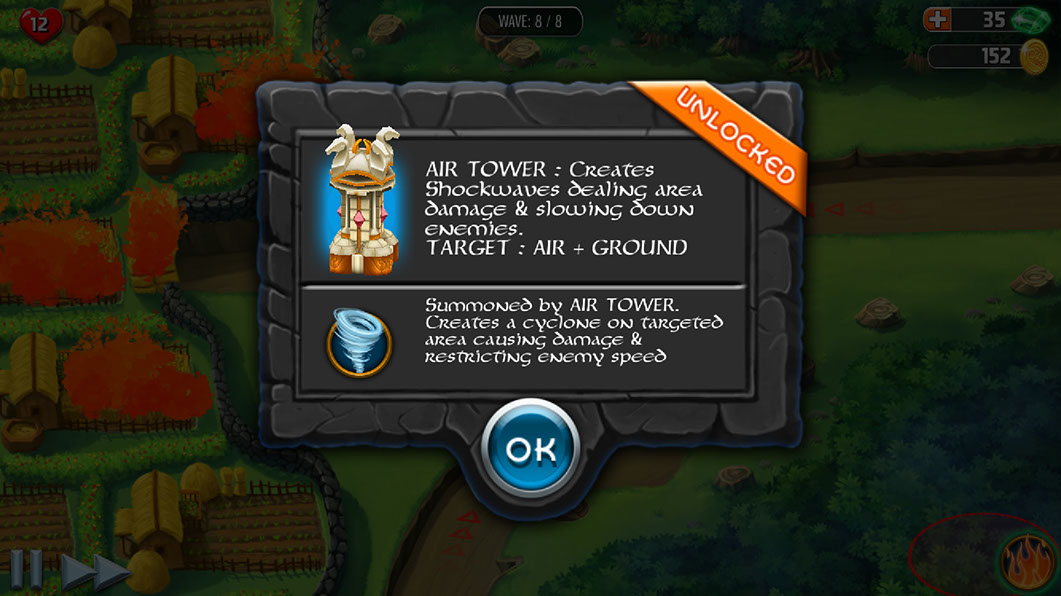 12
WAVE: 8 / 8
35
152
UNLOCKED
AIR TOWER : Creates
Shockwaves dealing area
damage & slowing down
enemies.
TARGET : AIR + GROUND
Summoned by AIR TOWER.
Creates a cyclone on targeted
area causing damage &
restricting enemy speed
OK